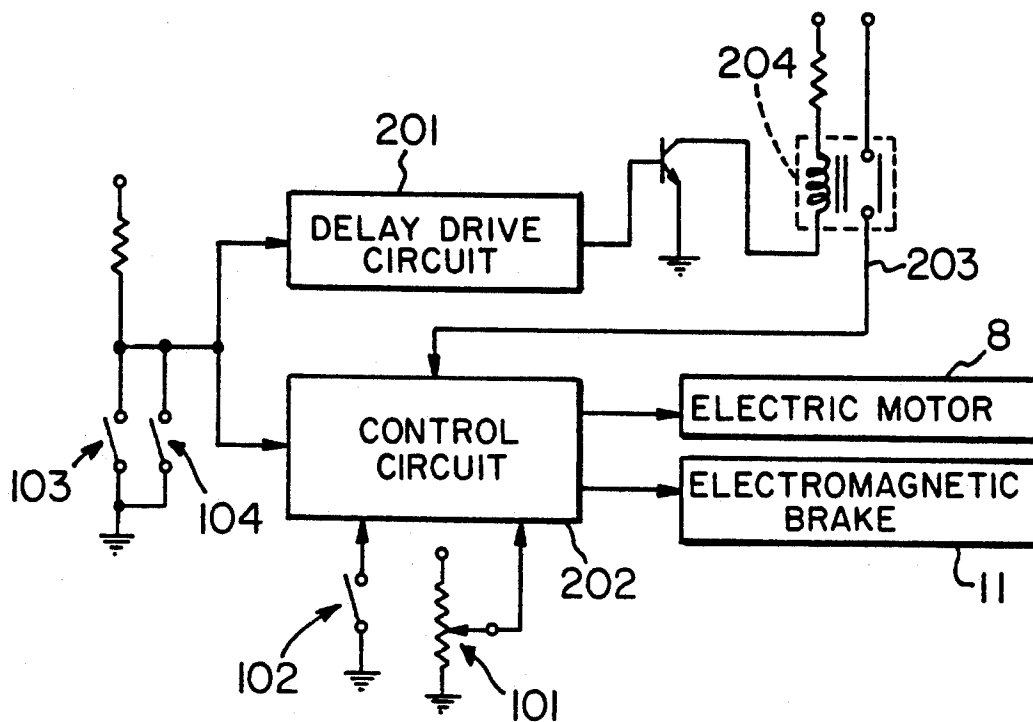 204
201
DELAY DRIVE
CIRCUIT
203
8
ELECTRIC MOTOR
CONTROL
CIRCUIT
103
104
ELECTROMAGNETIC
BRAKE
202
11
102
101